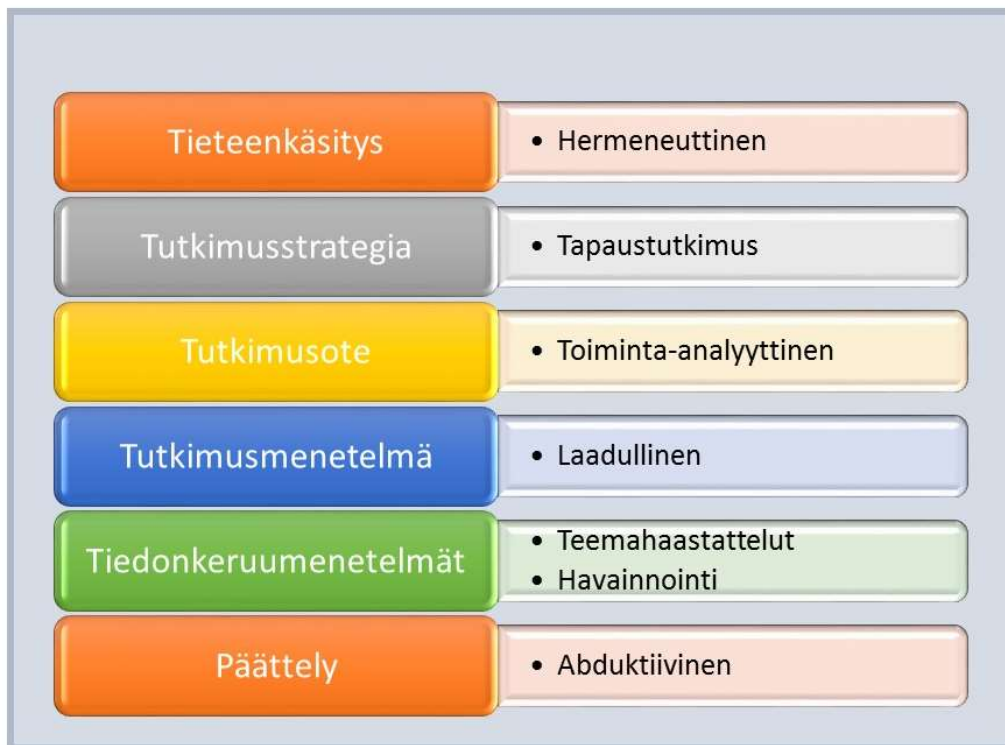 Tieteenkäsitys
• Hermeneuttinen
Tutkimusstrategia
• Tapaustutkimus
Tutkimusote
• Toiminta-analyyttinen
Tutkimusmenetelmä
• Laadullinen
Tiedonkeruumenetelmät
• Teemahaastattelut
• Havainnointi
Päättely
• Abduktiivinen